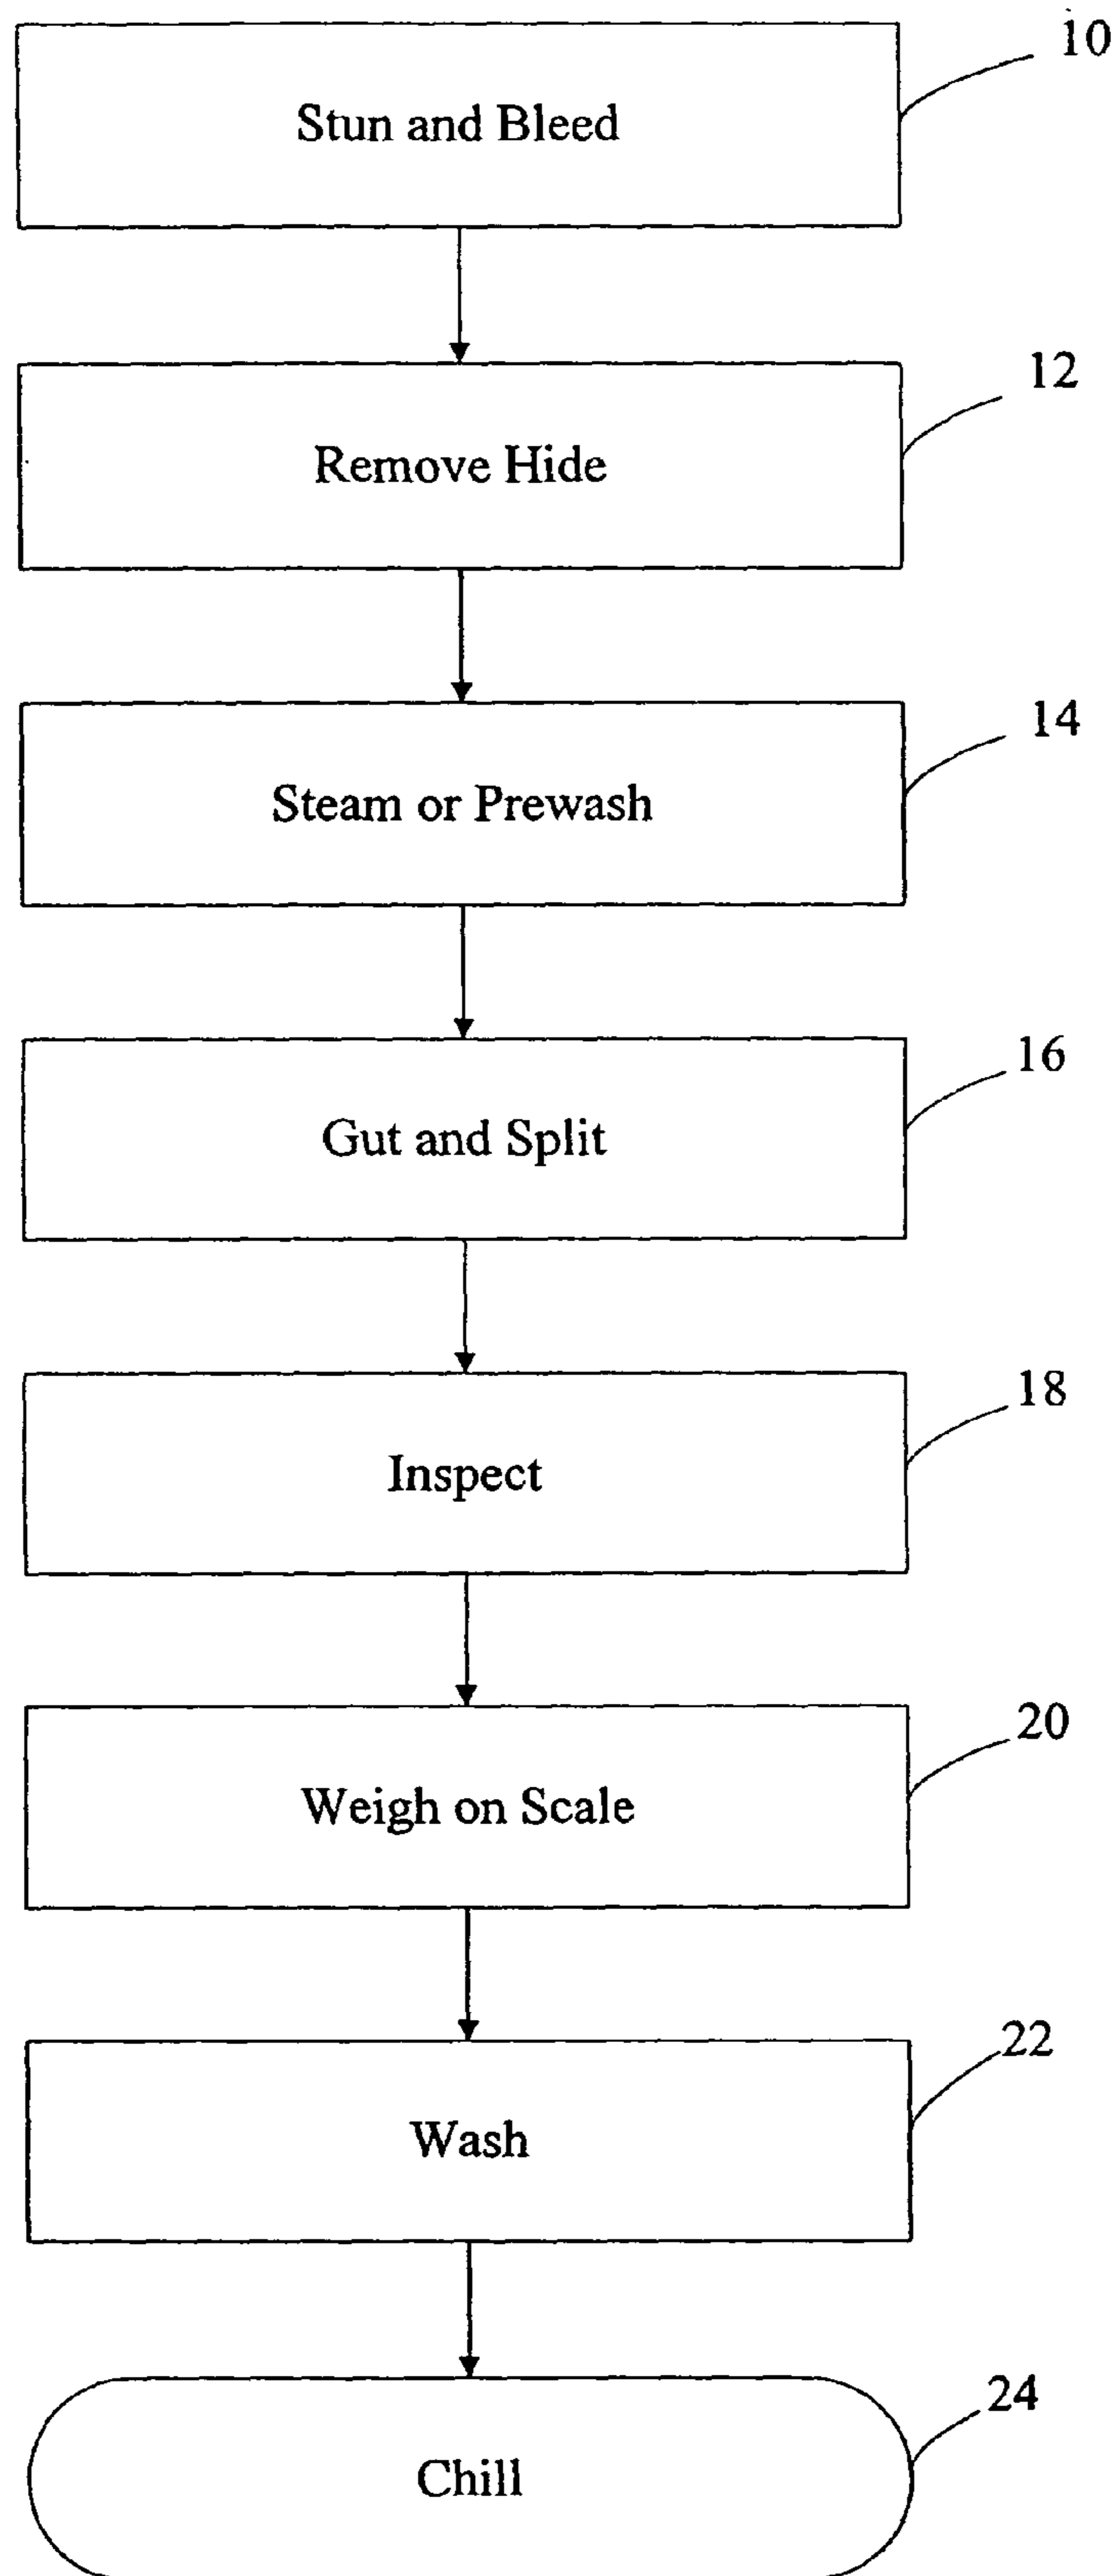 10
Stun and Bleed
12
Remove Hide
14
Steam or Prewash
16
Gut and Split
18
Inspect
20
Weigh on Scale
22
Wash
24
Chill